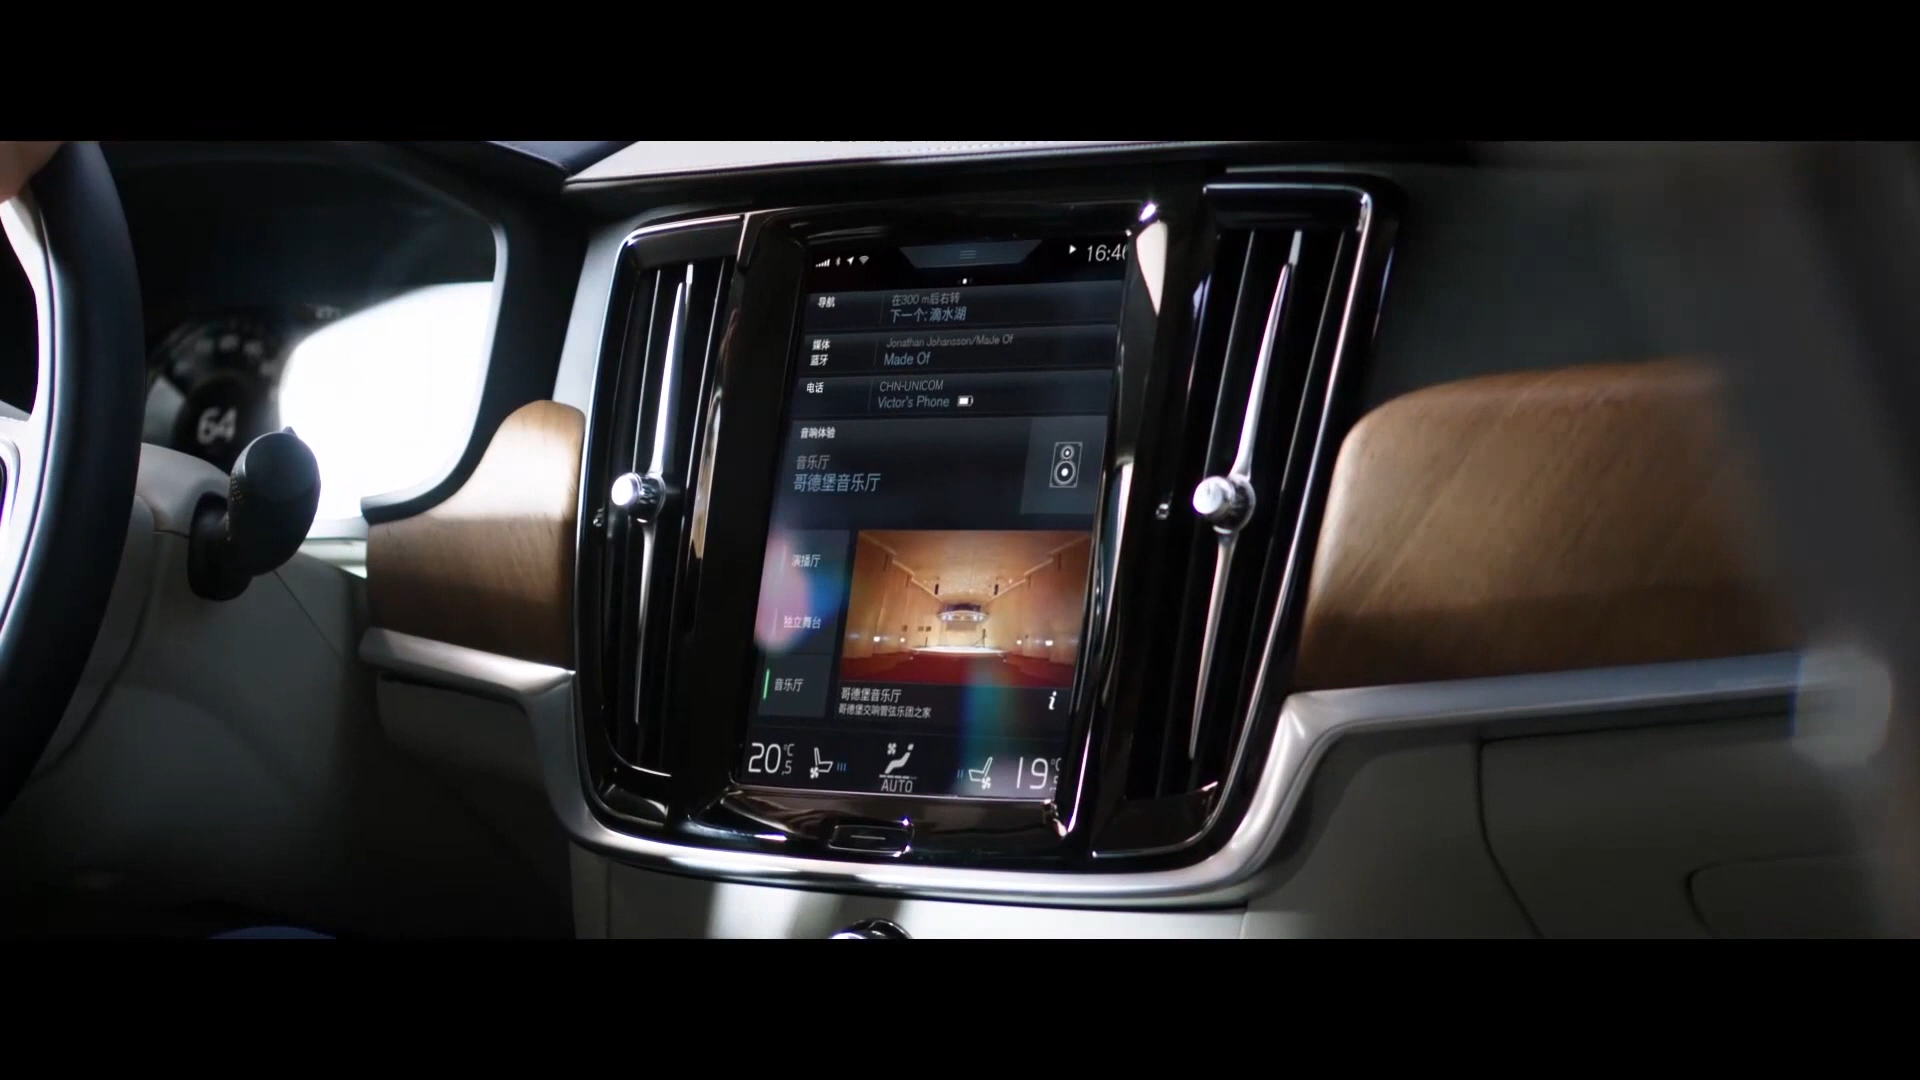 16:46
导航
在300 m后右转
下一个: 滴水湖
媒体
蓝牙
Jonathan Johansson/Made Of
Made Of
电话
CHN-UNICOM
Victor's Phone
音响体验
音乐厅
哥德堡音乐厅
演播厅
独立舞台
音乐厅
哥德堡音乐厅
哥德堡交响管弦乐团之家
i
20,5 °C
AUTO
19
64